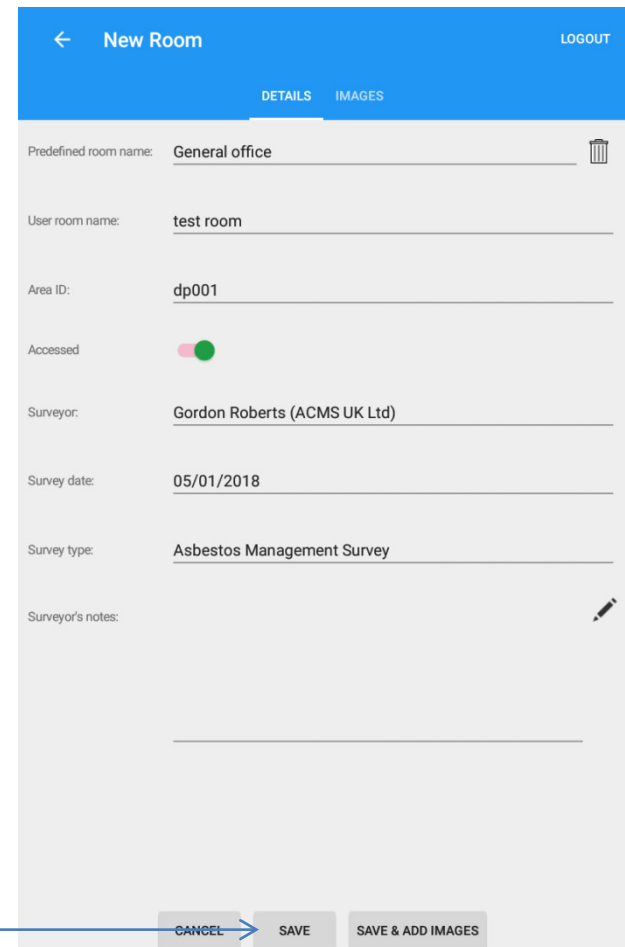 New Room LOGOUT
DETAILS IMAGES
Predefined room name: General office
User room name: test room
Area ID: dp001
Accessed
Surveyor: Gordon Roberts (ACMS UK Ltd)
Survey date: 05/01/2018
Survey type: Asbestos Management Survey
Surveyor's notes:
CANCEL SAVE SAVE & ADD IMAGES